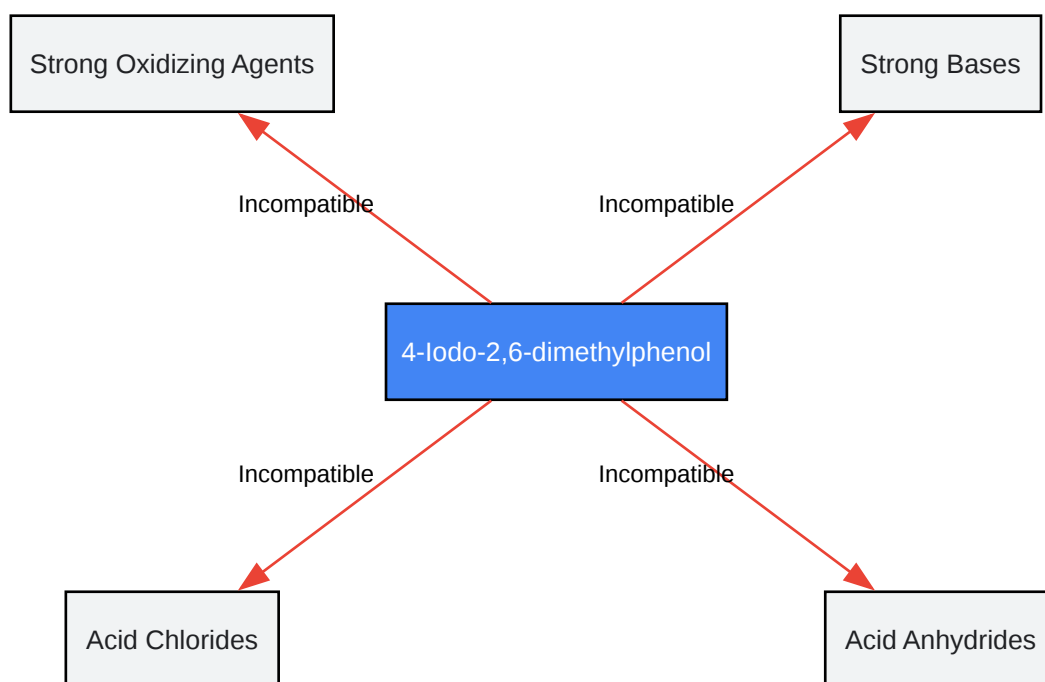 Strong Oxidizing Agents
Strong Bases
Incompatible
Incompatible
4-Iodo-2,6-dimethylphenol
Incompatible
Incompatible
Acid Chlorides
Acid Anhydrides